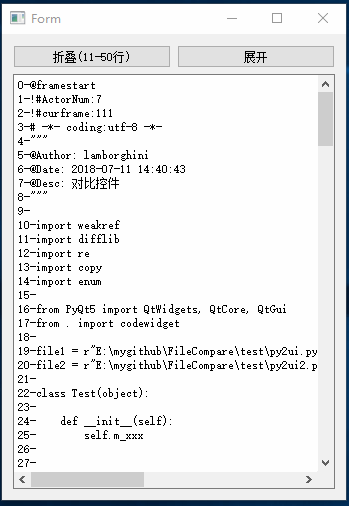 Form
折叠(11-50行)
展开
0-@framestart
1-!#ActorNum:7
2-!#curframe:111
3-# -*- coding:utf-8 -*-
4-"""
5-@Author: lamborghini
6-@Date: 2018-07-11 14:40:43
7-@Desc: 对比控件
8-"""
9-
10-import weakref
11-import difflib
12-import re
13-import copy
14-import enum
15-
16-from PyQt5 import QtWidgets, QtCore, QtGui
17-from . import codewidget
18-
19-file1 = r"E:\mygithub\FileCompare\test\py2ui.py
20-file2 = r"E:\mygithub\FileCompare\test\py2ui2.p
21-
22-class Test(object):
23-
24-    def __init__(self):
25-        self.m_xxx
26-
27-